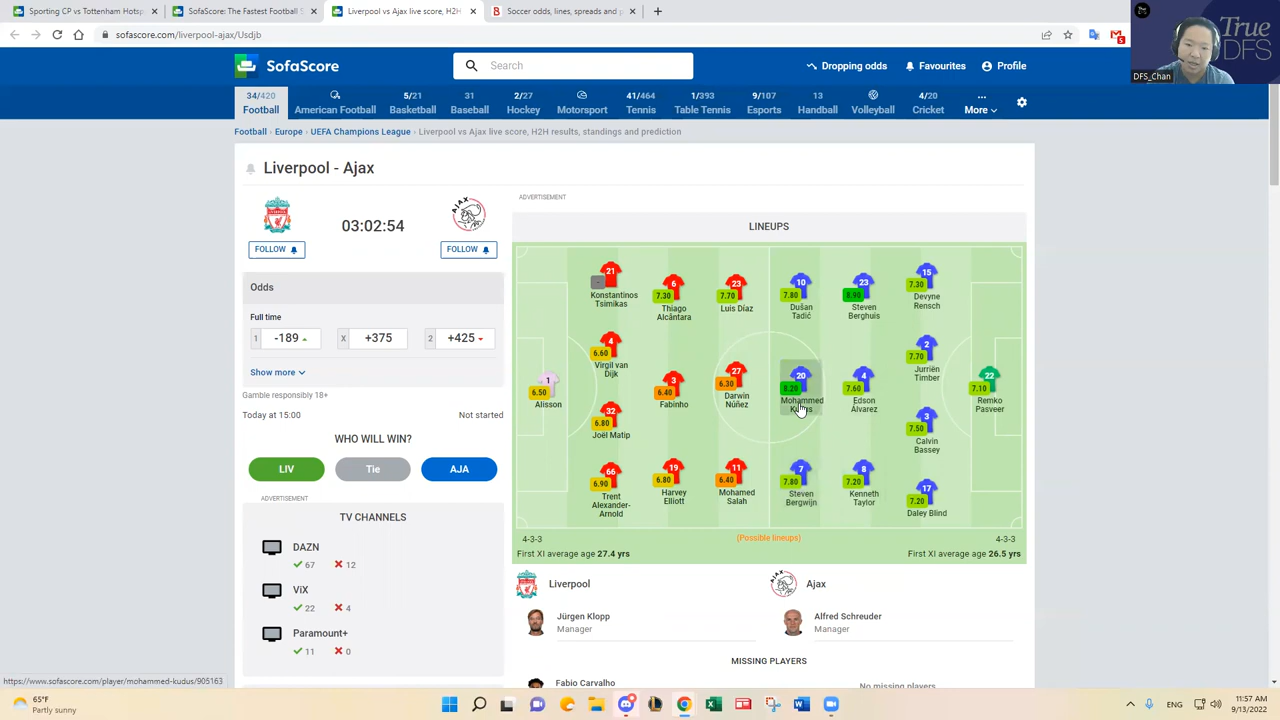 Sporting CP vs Tottenham Hotsp
SofaScore: The Fastest Football S
Liverpool vs Ajax live score, H2H
Soccer odds, lines, spreads and p
sofascore.com/liverpool-ajax/Usdjb
5
True
DFS
DFS_Chan
SofaScore
Search
Dropping odds
Favourites
Profile
34/420
5/21
31
2/27
41/464
1/393
9/107
13
4/20
...
Football
American Football
Basketball
Baseball
Hockey
Motorsport
Tennis
Table Tennis
Esports
Handball
Volleyball
Cricket
More
Football
Europe
UEFA Champions League
Liverpool vs Ajax live score, H2H results, standings and prediction
Liverpool - Ajax
03:02:54
FOLLOW
FOLLOW
Odds
Full time
1 -189
X +375
2 +425
Show more
Gamble responsibly 18+
Today at 15:00
Not started
WHO WILL WIN?
LIV
Tie
AJA
ADVERTISEMENT
TV CHANNELS
DAZN
67 12
ViX
22 4
Paramount+
11 0
ADVERTISEMENT
LINEUPS
1
6.50
Alisson
21
-
Konstantinos
Tsimikas
4
6.60
Virgil van
Dijk
32
6.80
Joël Matip
66
6.90
Trent
Alexander-
Arnold
6
7.30
Thiago
Alcântara
3
6.40
Fabinho
19
6.80
Harvey
Elliott
23
7.70
Luis Díaz
27
6.30
Darwin
Núñez
11
6.40
Mohamed
Salah
10
7.80
Dušan
Tadić
20
8.20
Mohammed
7
7.80
Steven
Bergwijn
23
8.90
Steven
Berghuis
4
7.60
Edson
Álvarez
8
7.20
Kenneth
Taylor
15
7.30
Devyne
Rensch
2
7.70
Jurriën
Timber
3
7.50
Calvin
Bassey
17
7.20
Daley Blind
22
7.10
Remko
Pasveer
4-3-3
(Possible lineups)
4-3-3
First XI average age 27.4 yrs
First XI average age 26.5 yrs
Liverpool
Ajax
Jürgen Klopp
Manager
Alfred Schreuder
Manager
MISSING PLAYERS
Fabio Carvalho
No missing players
https://www.sofascore.com/player/mohammed-kudus/905163
65°F
Partly sunny
ENG
11:57 AM
9/13/2022